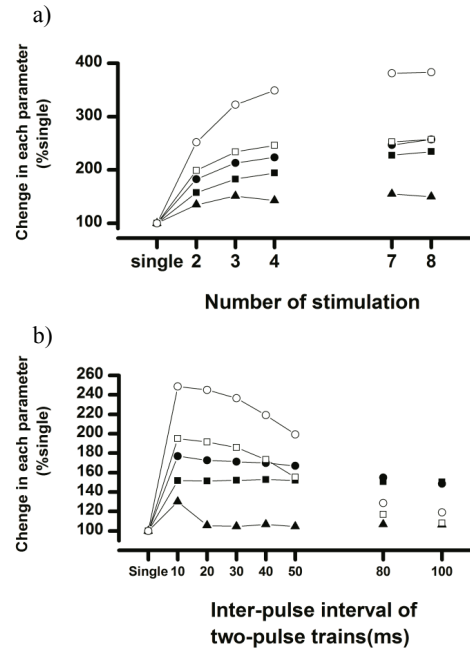 a)
Chenge in each parameter
(%single)
400
300
200
100
single 2 3 4 7 8
Number of stimulation
b)
Chenge in each parameter
(%single)
260
240
220
200
180
160
140
120
100
Single 10 20 30 40 50 80 100
Inter-pulse interval of
two-pulse trains(ms)